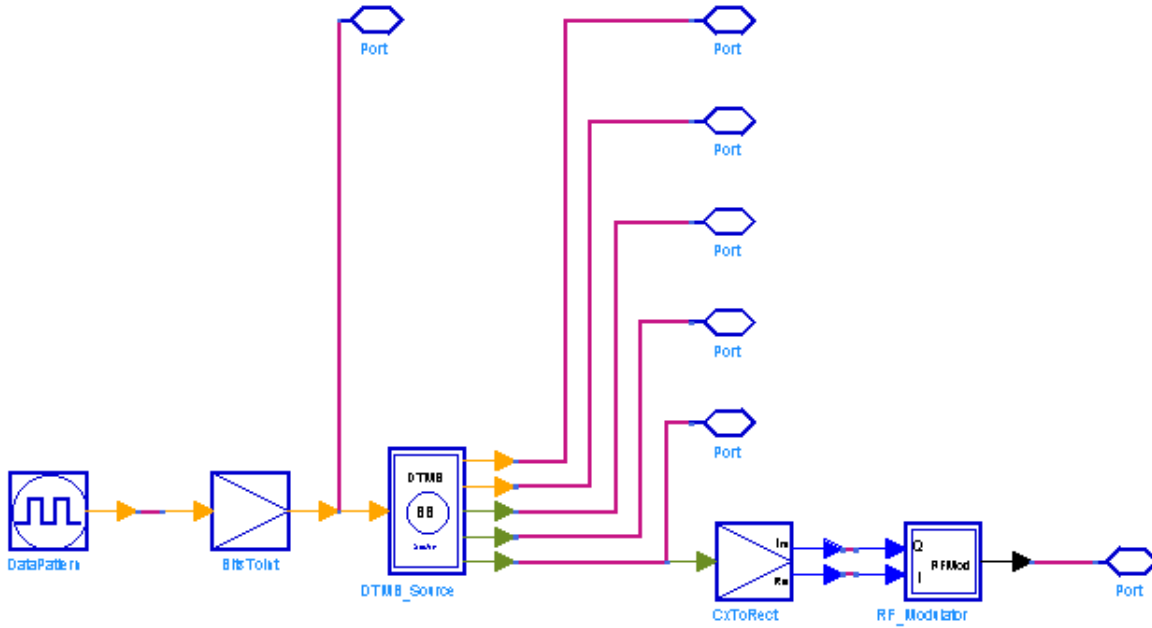 Port
Port
Port
Port
Port
Port
DataPattern
BitsToInt
DTMB
BB
DTMB_Source
Im
Re
CxToRect
Q
I
RFMod
RF_Modulator
Port